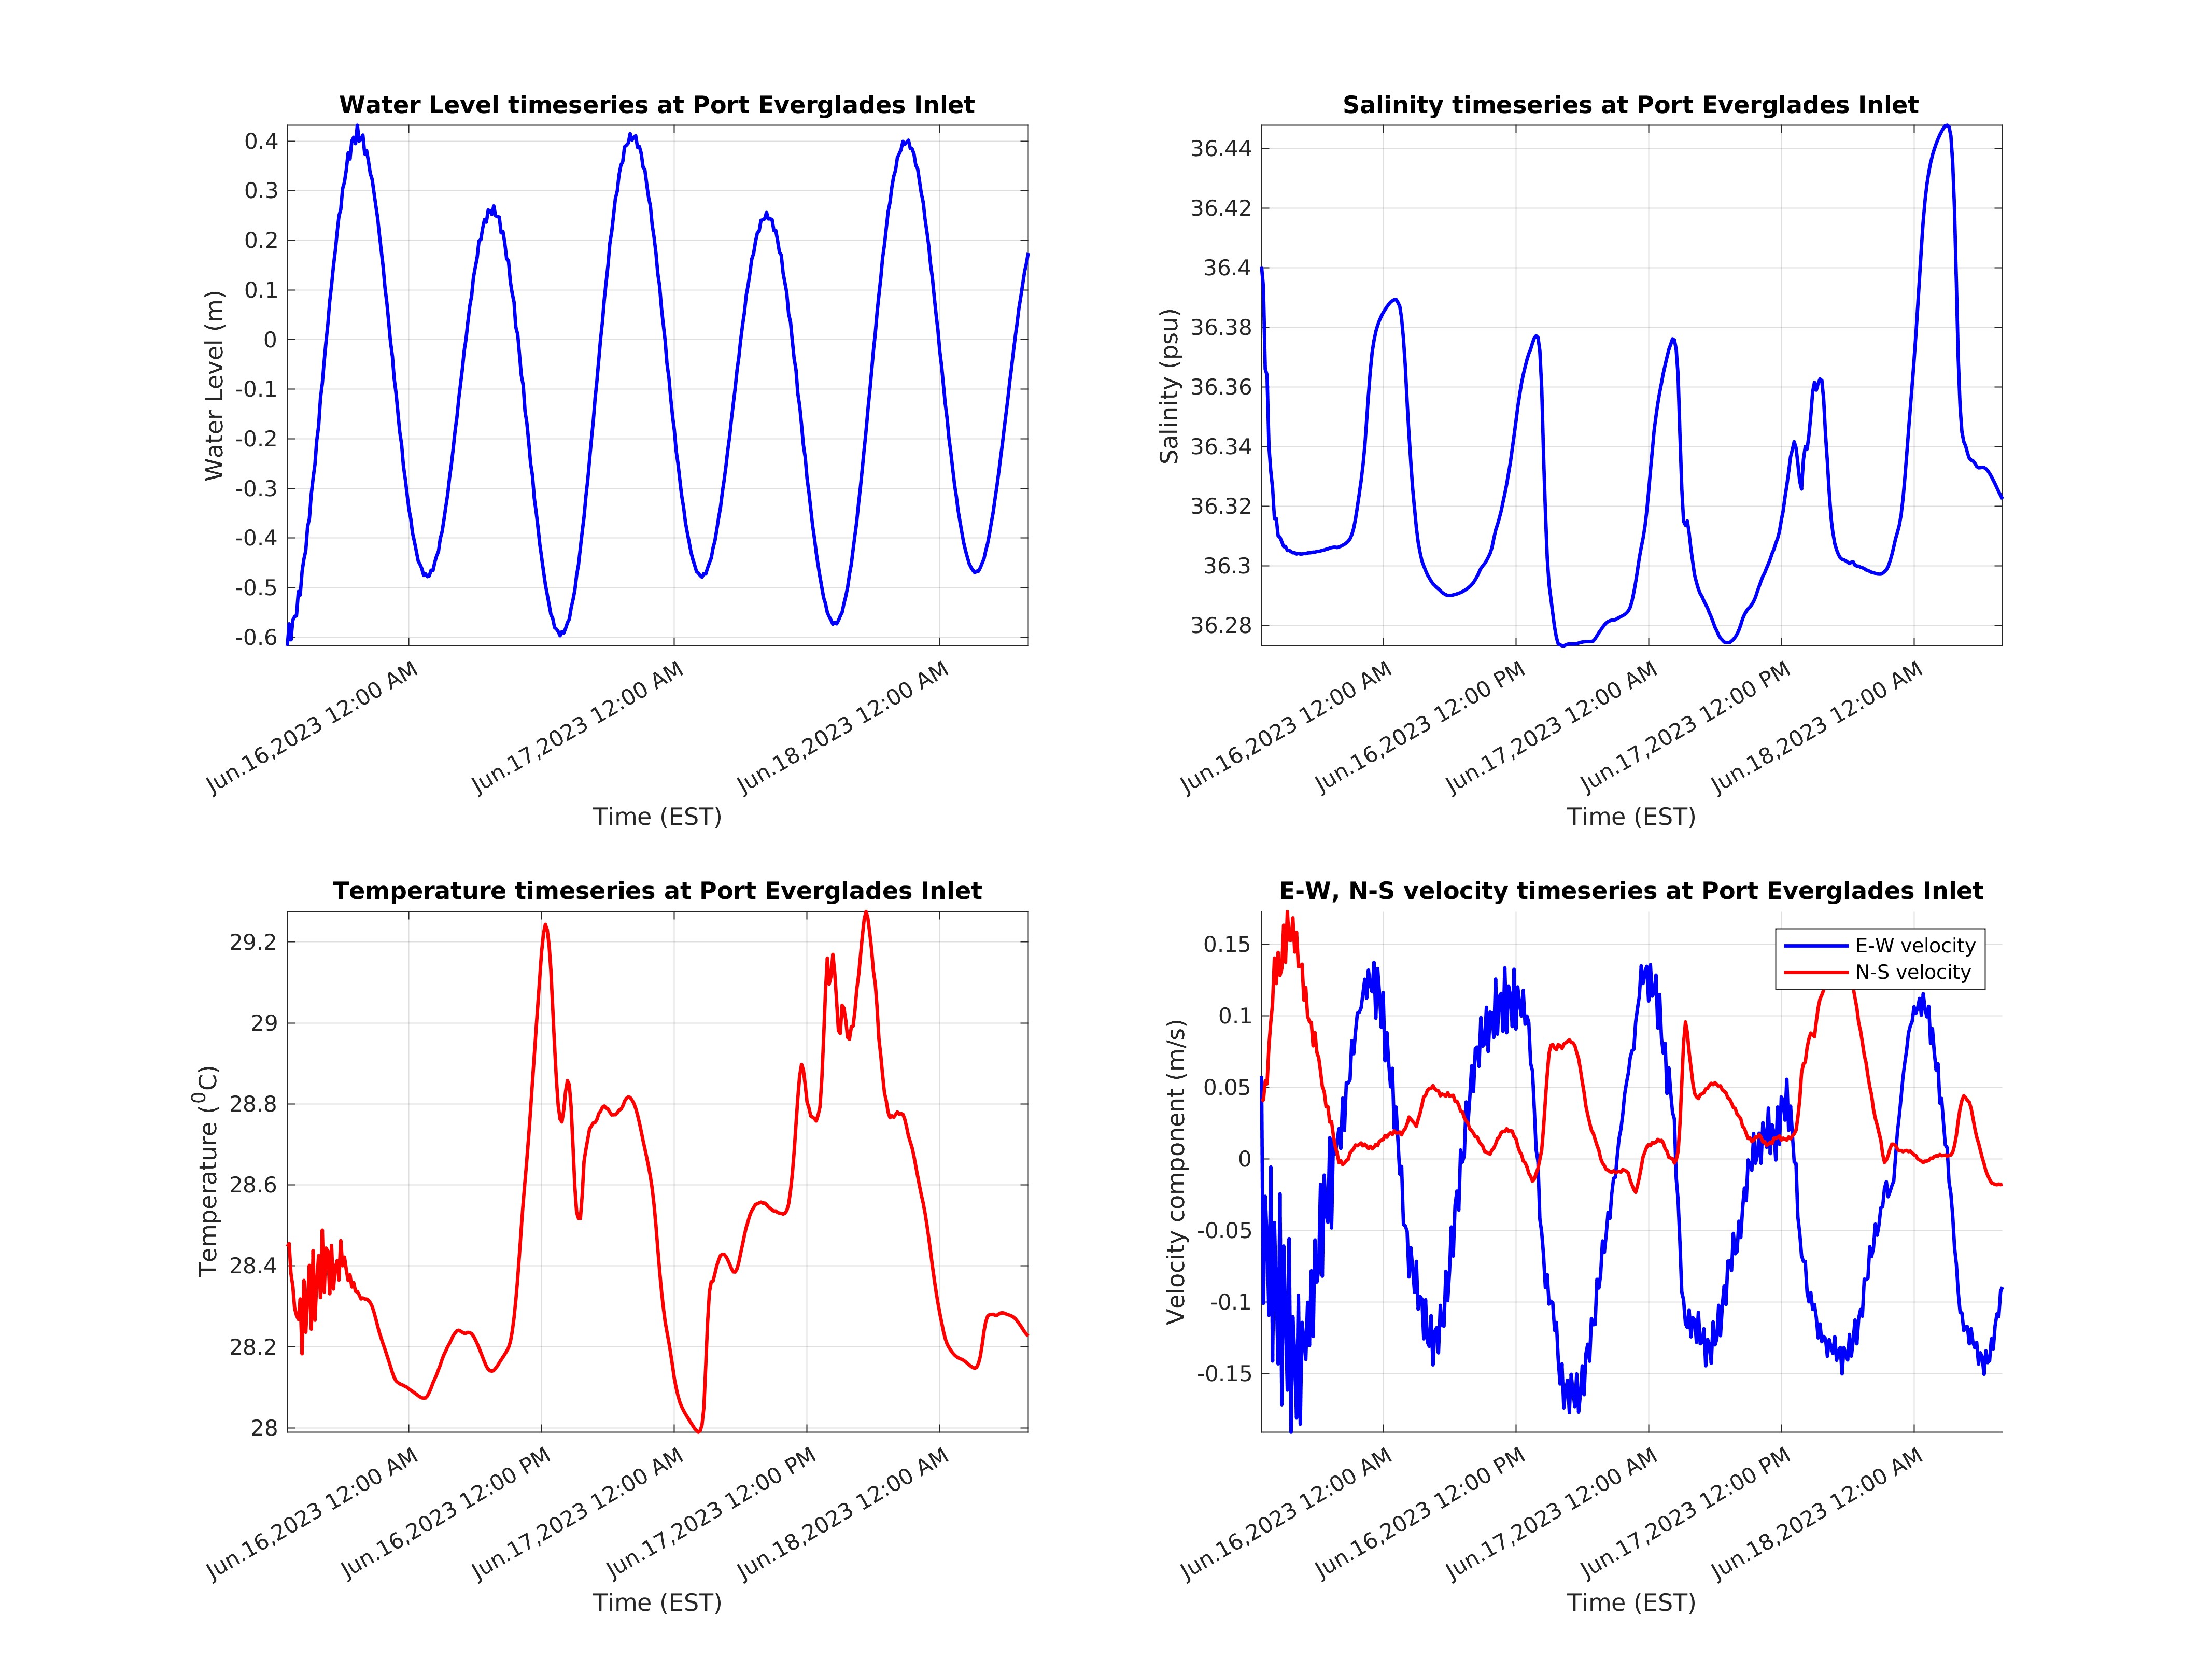 Water Level timeseries at Port Everglades Inlet
Water Level (m)
0.4
0.3
0.2
0.1
0
-0.1
-0.2
-0.3
-0.4
-0.5
-0.6
Jun.16,2023 12:00 AM
Jun.17,2023 12:00 AM
Jun.18,2023 12:00 AM
Time (EST)
Salinity timeseries at Port Everglades Inlet
Salinity (psu)
36.44
36.42
36.4
36.38
36.36
36.34
36.32
36.3
36.28
Jun.16,2023 12:00 AM
Jun.16,2023 12:00 PM
Jun.17,2023 12:00 AM
Jun.17,2023 12:00 PM
Jun.18,2023 12:00 AM
Time (EST)
Temperature timeseries at Port Everglades Inlet
Temperature (⁰C)
29.2
29
28.8
28.6
28.4
28.2
28
Jun.16,2023 12:00 AM
Jun.16,2023 12:00 PM
Jun.17,2023 12:00 AM
Jun.17,2023 12:00 PM
Jun.18,2023 12:00 AM
Time (EST)
E-W, N-S velocity timeseries at Port Everglades Inlet
Velocity component (m/s)
0.15
0.1
0.05
0
-0.05
-0.1
-0.15
E-W velocity
N-S velocity
Jun.16,2023 12:00 AM
Jun.16,2023 12:00 PM
Jun.17,2023 12:00 AM
Jun.17,2023 12:00 PM
Jun.18,2023 12:00 AM
Time (EST)